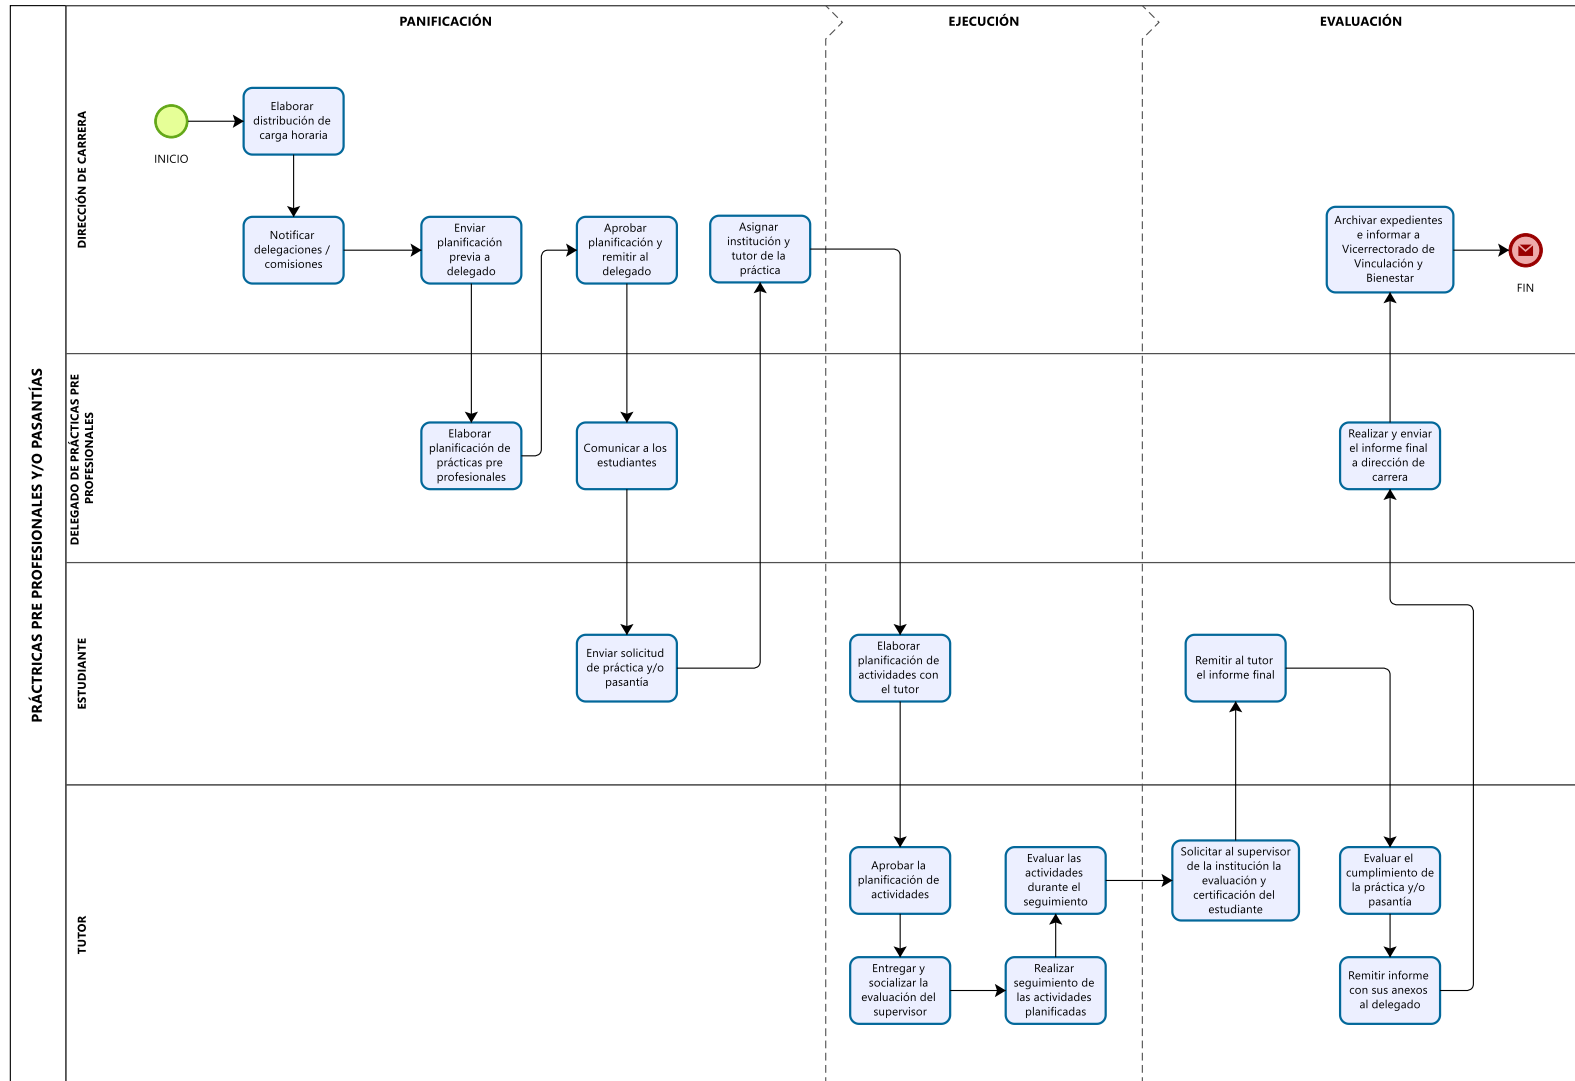 PRÁCTRICAS PRE PROFESIONALES Y/O PASANTÍAS
PANIFICACIÓN
EJECUCIÓN
EVALUACIÓN
DIRECCIÓN DE CARRERA
INICIO
Elaborar
distribución de
carga horaria
Notificar
delegaciones /
comisiones
Enviar
planificación
previa a
delegado
Aprobar
planificación y
remitir al
delegado
Asignar
institución y
tutor de la
práctica
Archivar expedientes
e informar a
Vicerrectorado de
Vinculación y
Bienestar
FIN
DELEGADO DE PRÁCTICAS PRE
PROFESIONALES
Elaborar
planificación de
prácticas pre
profesionales
Comunicar a los
estudiantes
Realizar y enviar
el informe final
a dirección de
carrera
ESTUDIANTE
Enviar solicitud
de práctica y/o
pasantía
Elaborar
planificación de
actividades con
el tutor
Remitir al tutor
el informe final
TUTOR
Aprobar la
planificación de
actividades
Evaluar las
actividades
durante el
seguimiento
Solicitar al supervisor
de la institución la
evaluación y
certificación del
estudiante
Evaluar el
cumplimiento de
la práctica y/o
pasantía
Entregar y
socializar la
evaluación del
supervisor
Realizar
seguimiento de
las actividades
planificadas
Remitir informe
con sus anexos
al delegado